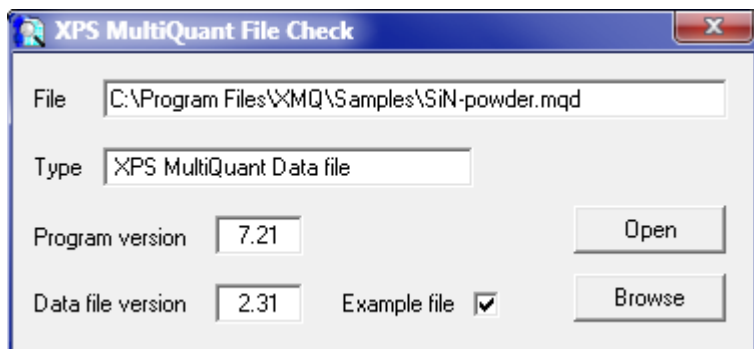 XPS MultiQuant File Check
File C:\Program Files\XMQ\Samples\SiN-powder.mqd
Type XPS MultiQuant Data file
Program version 7.21 Open
Data file version 2.31 Example file Browse